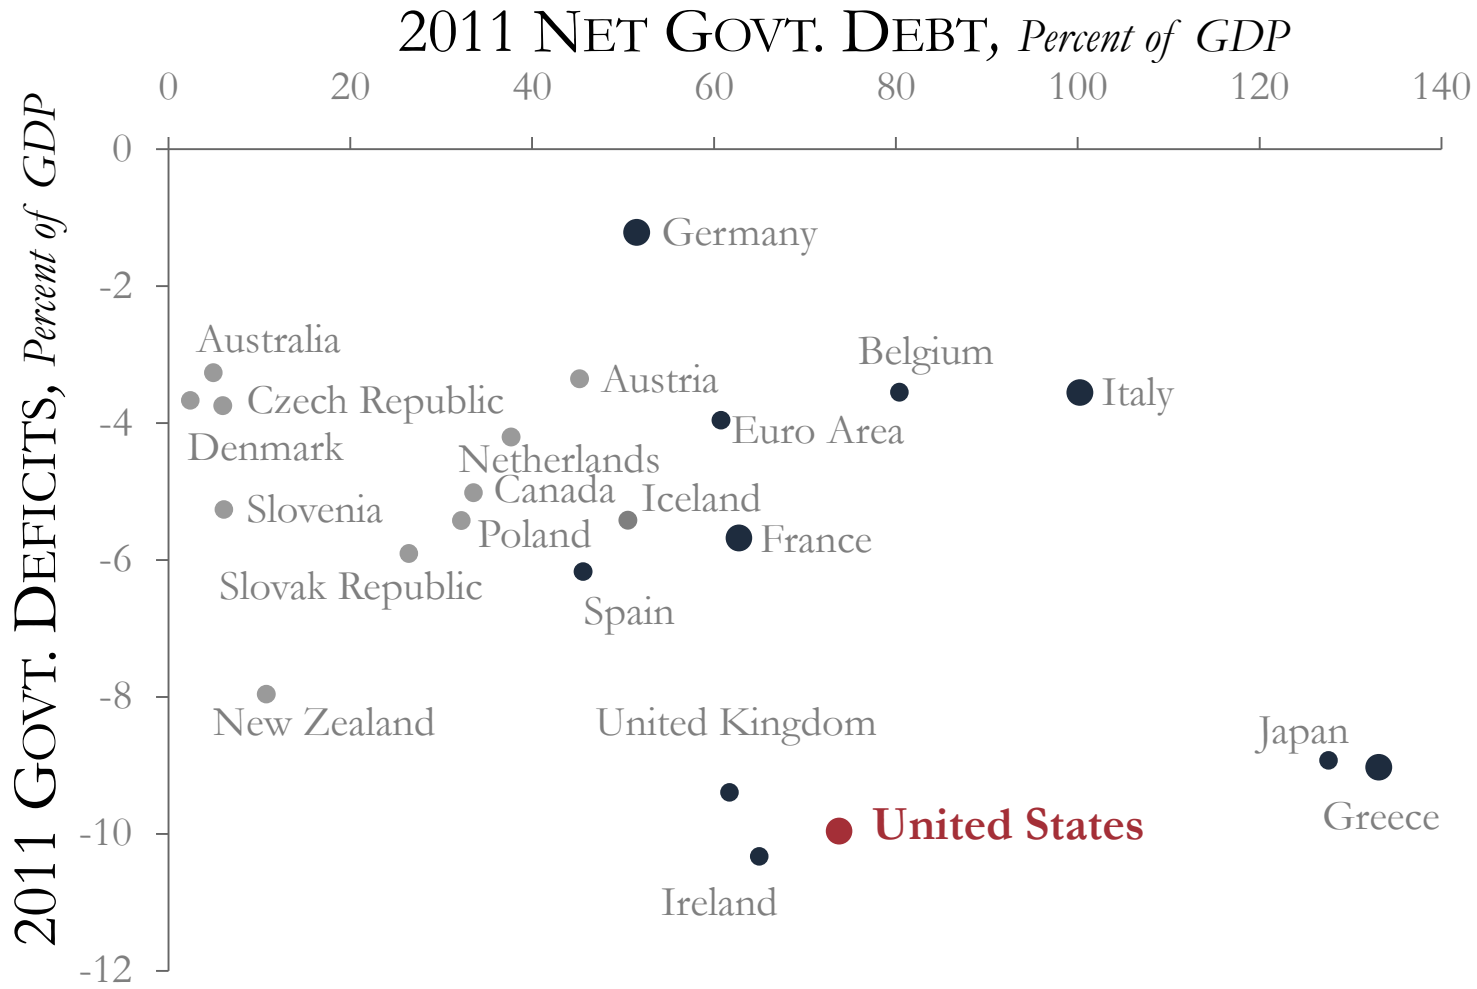 2011 NET GOVT. DEBT, Percent of GDP
0 20 40 60 80 100 120 140
2011 GOVT. DEFICITS, Percent of GDP
0
-2
-4
-6
-8
-10
-12
Germany
Australia
Belgium
Austria
Italy
Czech Republic
Euro Area
Denmark
Netherlands
Canada
Iceland
Slovenia
Poland
France
Slovak Republic
Spain
New Zealand
United Kingdom
Japan
Greece
United States
Ireland